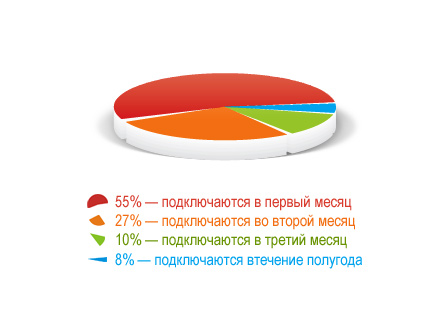 55% — подключаются в первый месяц
27% — подключаются во второй месяц
10% — подключаются в третий месяц
8% — подключаются втечение полугода